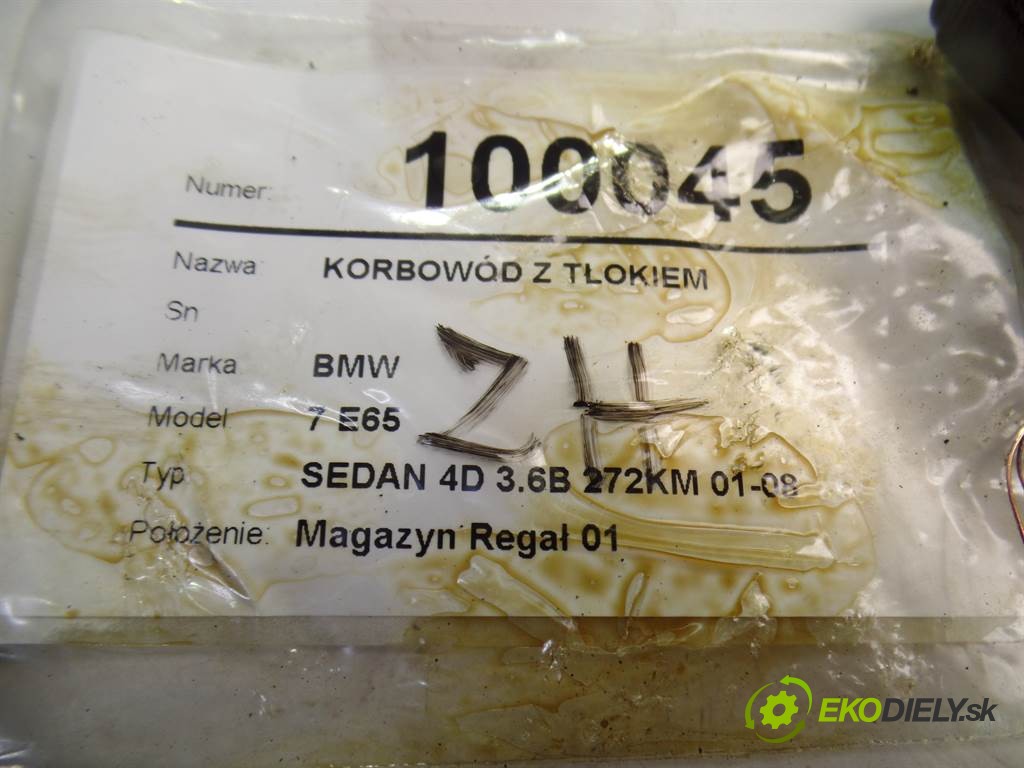 Numer: 100045
Nazwa KORBOWÓD Z TŁOKIEM
Sn
Marka BMW
Model 7 E65
Typ SEDAN 4D 3.6B 272KM 01-08
Położenie: Magazyn Regał 01
EKODIELY.sk